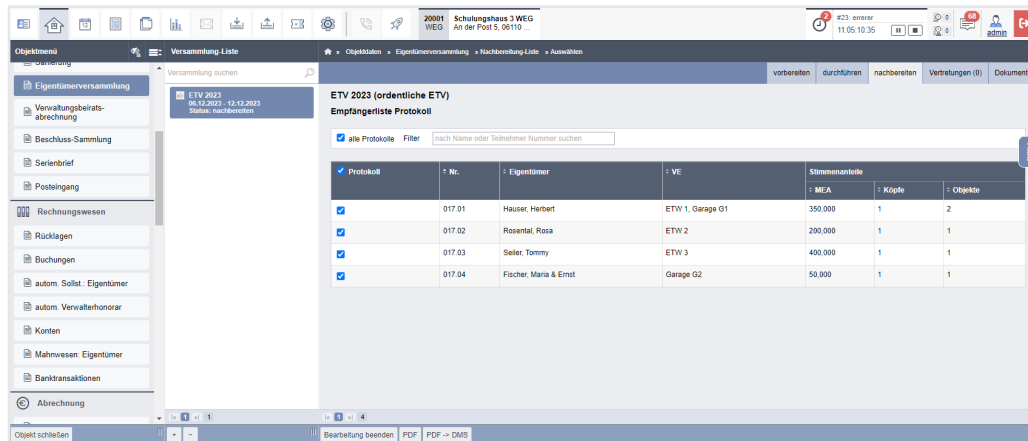 20001 Schulungshaus 3 WEG
WEG An der Post 5, 06110 ...
2 #23: errerer
11:05:10:35
68
admin
Objektmenü
Versammlung-Liste
» Objektdaten » Eigentümerversammlung » Nachbereitung-Liste » Auswählen
Sanierung
Eigentümerversammlung
Verwaltungsbeirats-
abrechnung
Beschluss-Sammlung
Serienbrief
Posteingang
Rechnungswesen
Rücklagen
Buchungen
autom. Sollst.: Eigentümer
autom. Verwalterhonorar
Konten
Mahnwesen: Eigentümer
Banktransaktionen
Abrechnung
Objekt schließen
Versammlung suchen
ETV 2023
06.12.2023 - 12.12.2023
Status: nachbereiten
1 1
+ -
vorbereiten durchführen nachbereiten Vertretungen (0) Dokument
ETV 2023 (ordentliche ETV)
Empfängerliste Protokoll
alle Protokolle Filter nach Name oder Teilnehmer Nummer suchen
Protokoll Nr. Eigentümer VE Stimmenanteile
MEA Köpfe Objekte
017.01 Hauser, Herbert ETW 1, Garage G1 350,000 1 2
017.02 Rosental, Rosa ETW 2 200,000 1 1
017.03 Seiler, Tommy ETW 3 400,000 1 1
017.04 Fischer, Maria & Ernst Garage G2 50,000 1 1
1 4
Bearbeitung beenden PDF PDF -> DMS